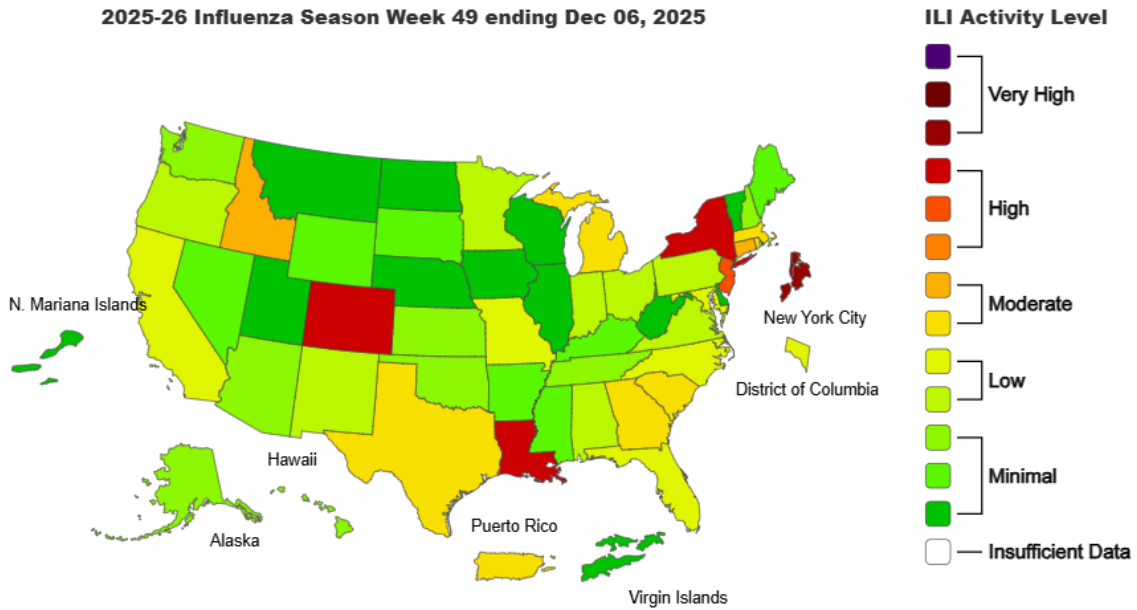 2025-26 Influenza Season Week 49 ending Dec 06, 2025
ILI Activity Level
Very High
High
Moderate
Low
Minimal
Insufficient Data
N. Mariana Islands
New York City
District of Columbia
Hawaii
Alaska
Puerto Rico
Virgin Islands